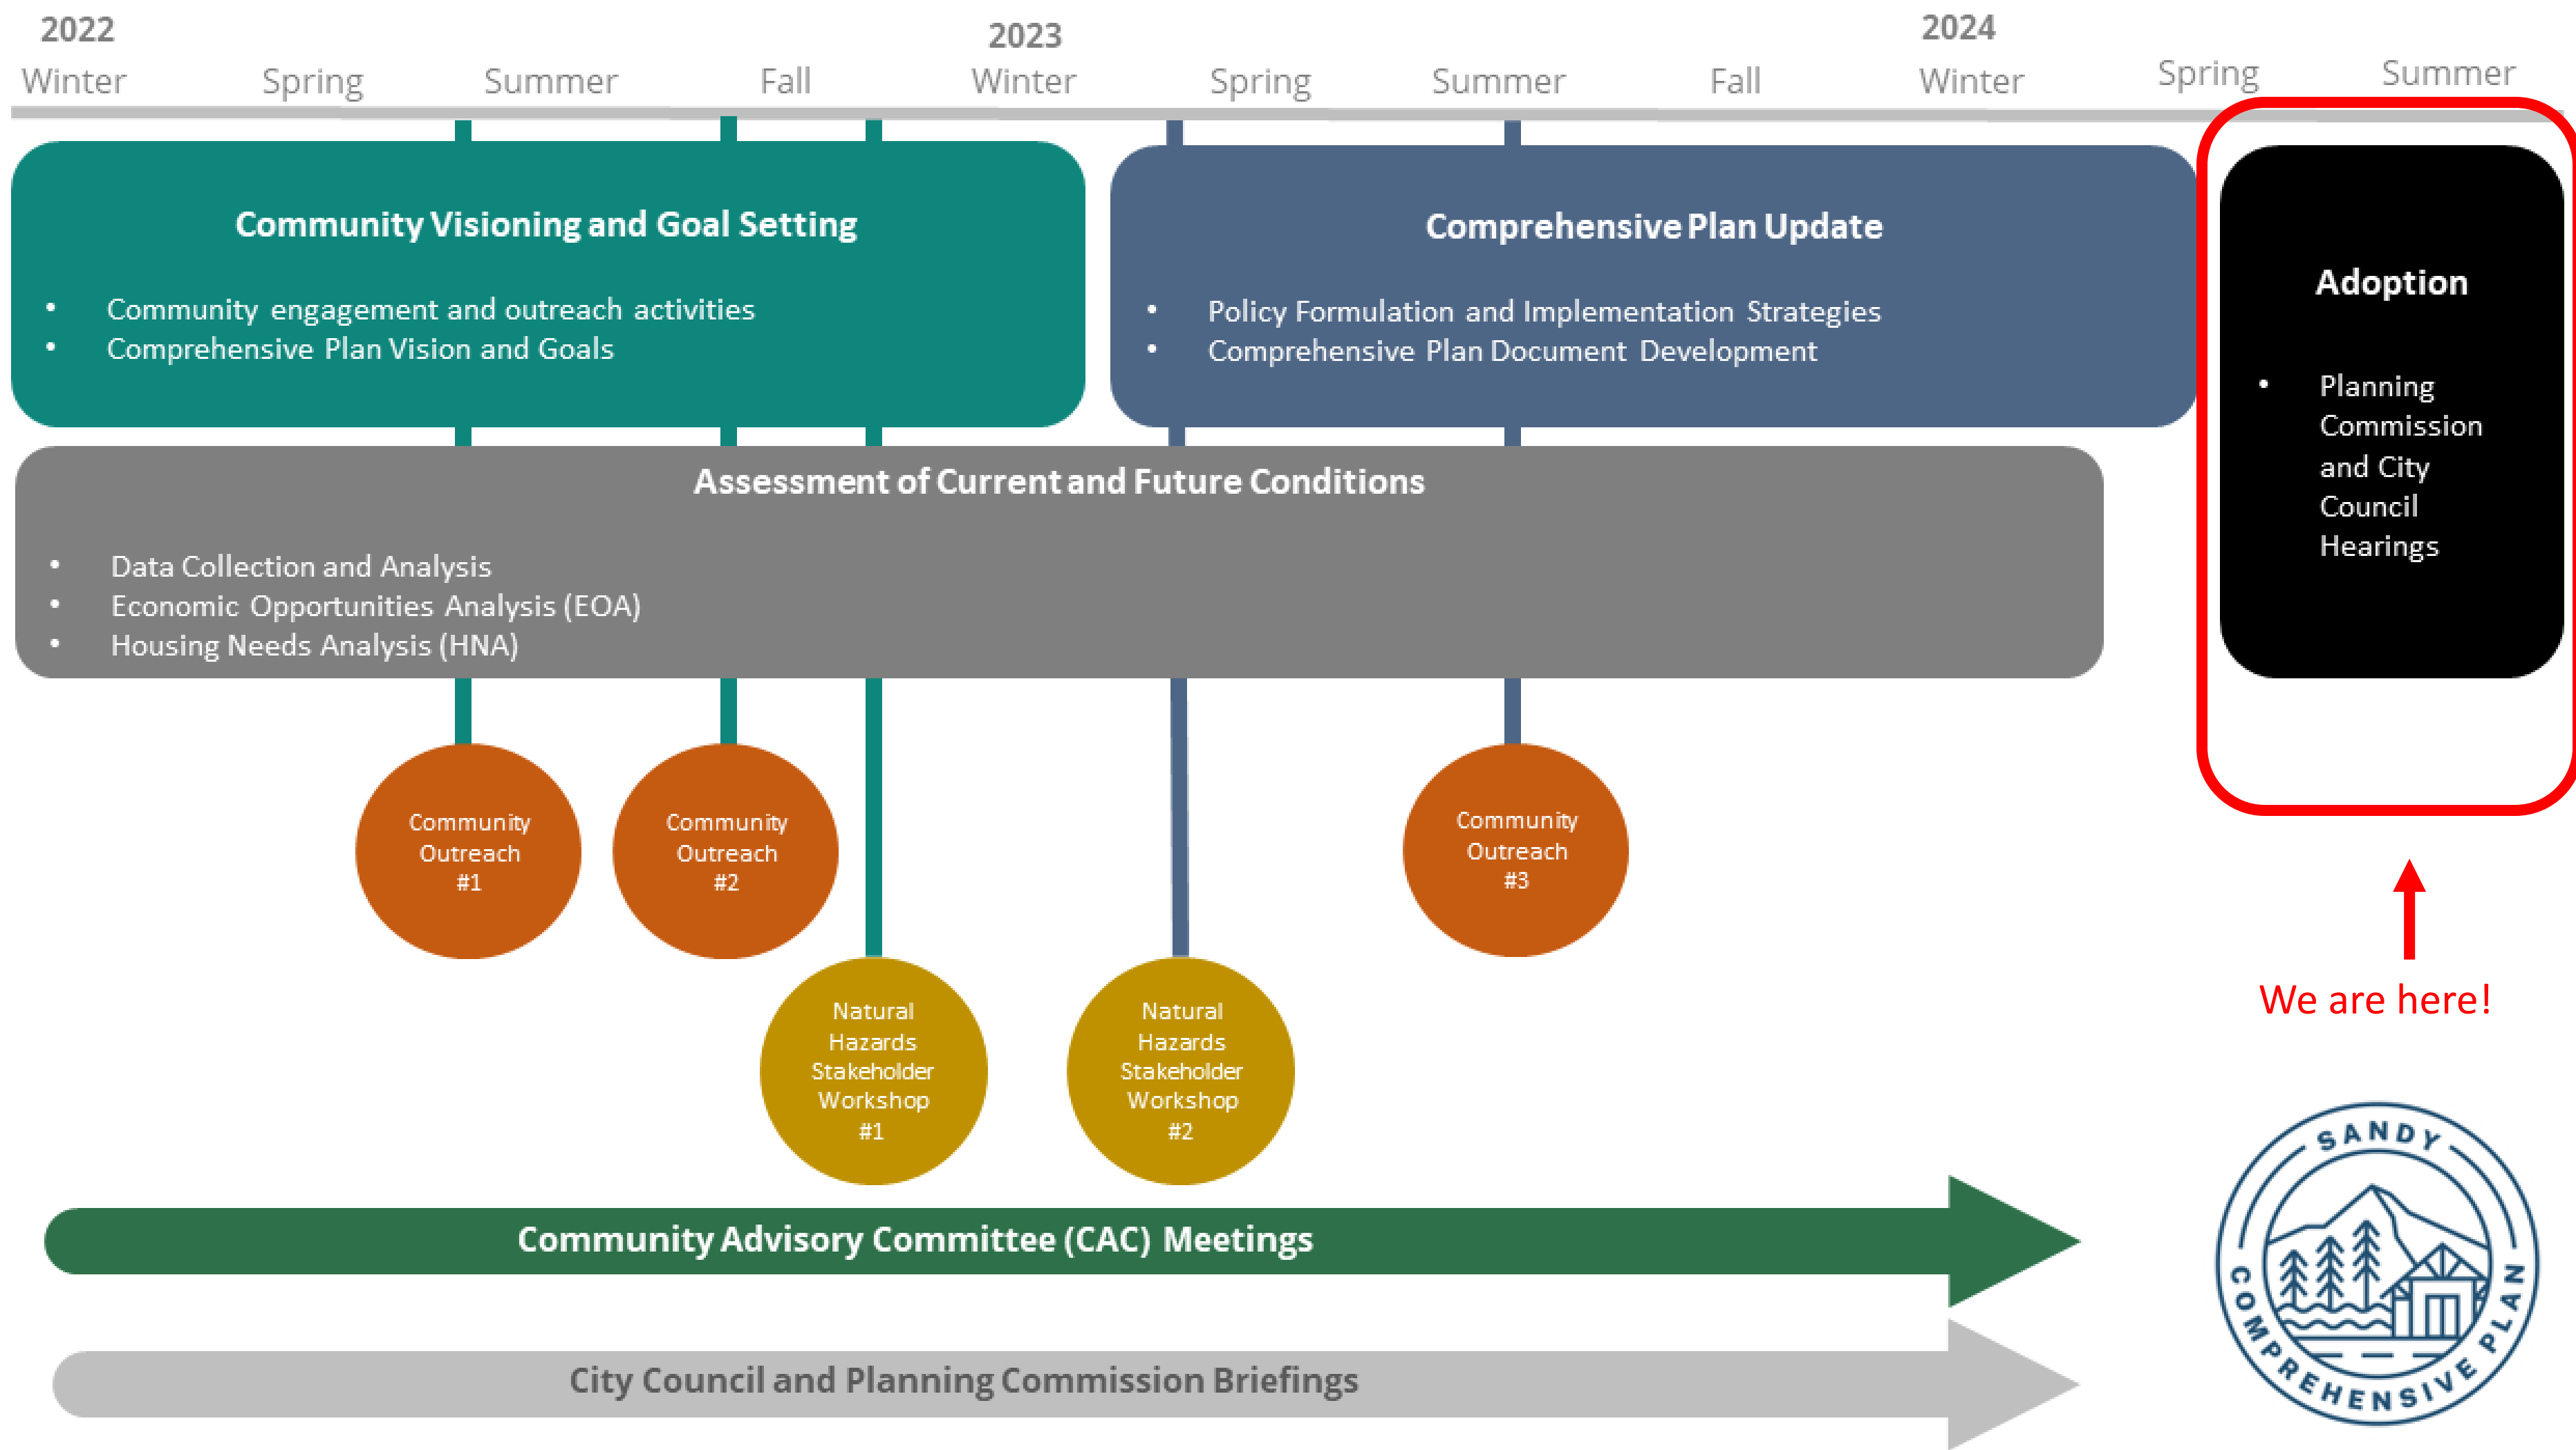 2022
2023
2024
Winter
Spring
Summer
Fall
Winter
Spring
Summer
Fall
Winter
Spring
Summer
Community Visioning and Goal Setting
• Community engagement and outreach activities
• Comprehensive Plan Vision and Goals
Comprehensive Plan Update
• Policy Formulation and Implementation Strategies
• Comprehensive Plan Document Development
Adoption
• Planning
Commission
and City
Council
Hearings
Assessment of Current and Future Conditions
• Data Collection and Analysis
• Economic Opportunities Analysis (EOA)
• Housing Needs Analysis (HNA)
Community
Outreach
#1
Community
Outreach
#2
Community
Outreach
#3
Natural
Hazards
Stakeholder
Workshop
#1
Natural
Hazards
Stakeholder
Workshop
#2
We are here!
Community Advisory Committee (CAC) Meetings
City Council and Planning Commission Briefings
SANDY
COMPREHENSIVE PLAN